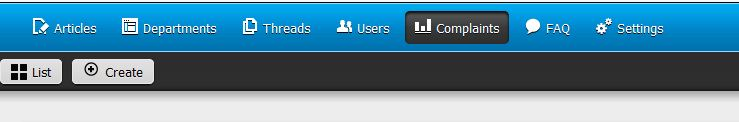 Articles Departments Threads Users Complaints FAQ Settings
List Create